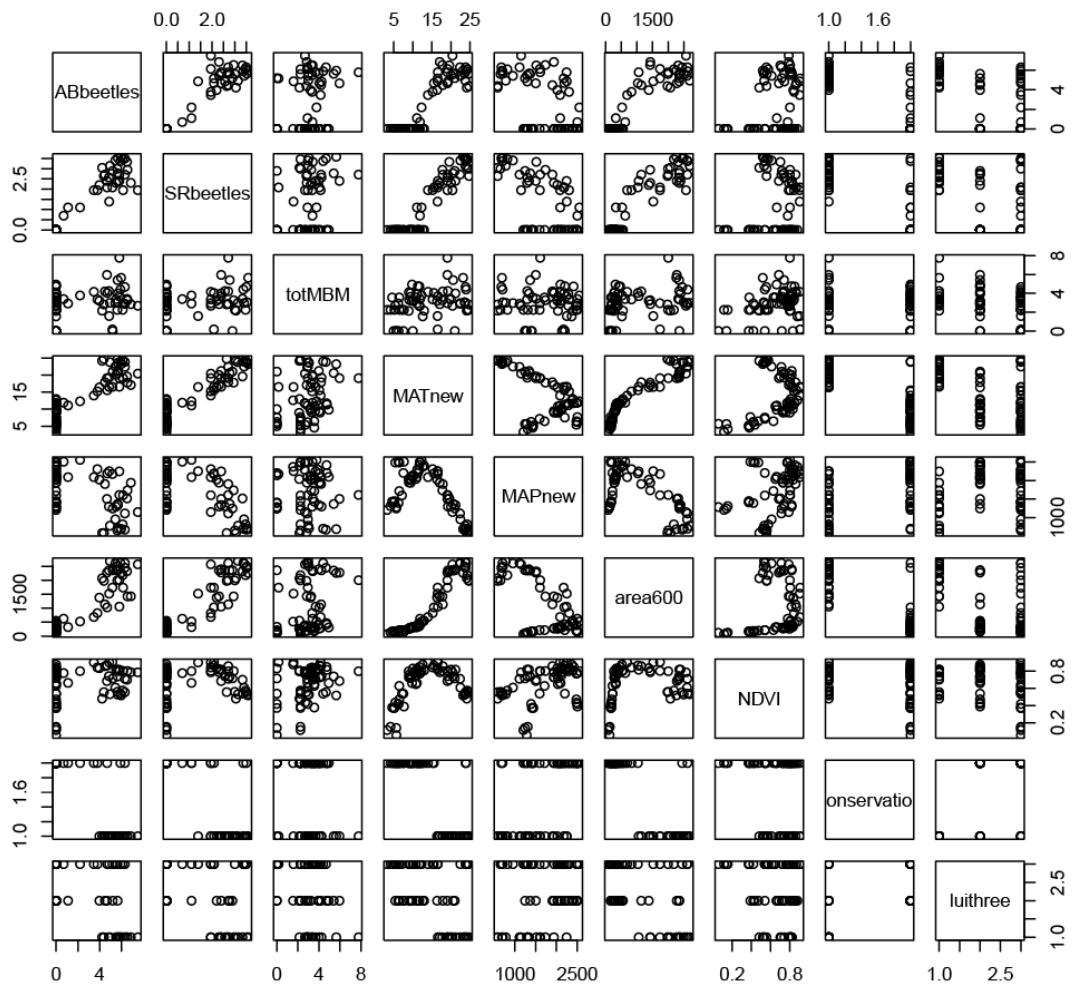 0.0 2.0 5 15 25 0 1500 1.0 1.6
ABbeetles 0 4
0.0 2.5 SRbeetles
totMBM 0 4 8
5 15 MATnew
MAPnew 1000
0 1500 area600
NDVI 0.2 0.8
1.0 1.6 onservatio
luithree 1.0 2.5
0 4 0 4 8 1000 2500 0.2 0.8 1.0 2.5